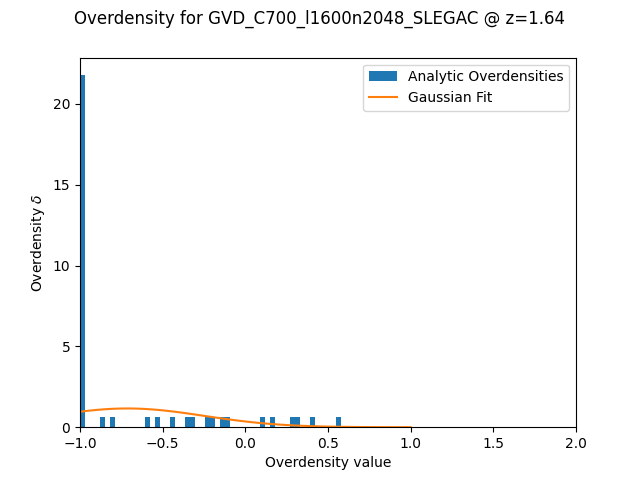 Overdensity for GVD_C700_l1600n2048_SLEGAC @ z=1.64
Analytic Overdensities
Gaussian Fit
Overdensity δ
20
15
10
5
0
−1.0 −0.5 0.0 0.5 1.0 1.5 2.0
Overdensity value